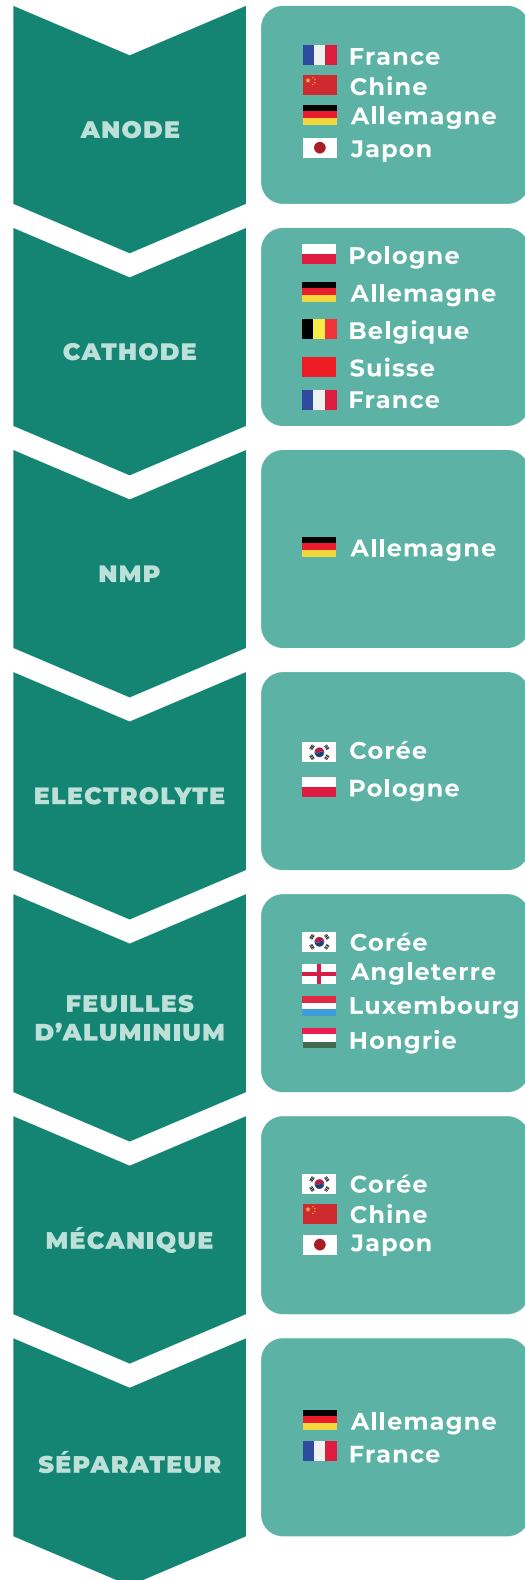 ANODE
France
Chine
Allemagne
Japon
CATHODE
Pologne
Allemagne
Belgique
Suisse
France
NMP
Allemagne
ELECTROLYTE
Corée
Pologne
FEUILLES
D'ALUMINIUM
Corée
Angleterre
Luxembourg
Hongrie
MÉCANIQUE
Corée
Chine
Japon
SÉPARATEUR
Allemagne
France